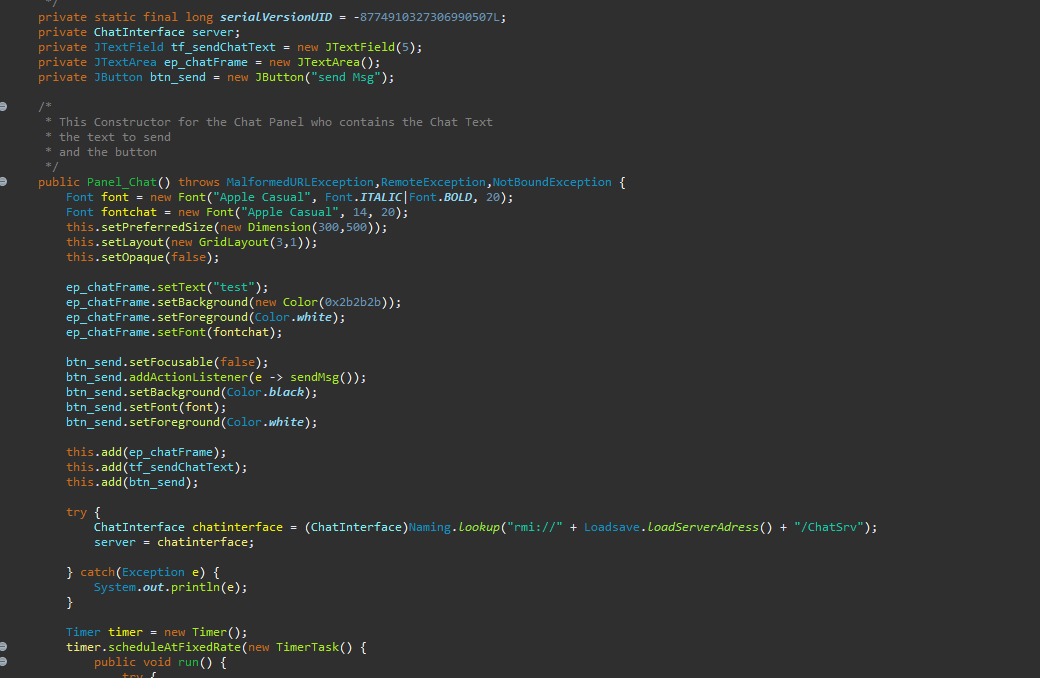 */
private static final long serialVersionUID = -8774910327306990507L;
private ChatInterface server;
private JTextField tf_sendChatText = new JTextField(5);
private JTextArea ep_chatFrame = new JTextArea();
private JButton btn_send = new JButton("send Msg");
/*
* This Constructor for the Chat Panel who contains the Chat Text
* the text to send
* and the button
*/
public Panel_Chat() throws MalformedURLException,RemoteException,NotBoundException {
Font font = new Font("Apple Casual", Font.ITALIC|Font.BOLD, 20);
Font fontchat = new Font("Apple Casual", 14, 20);
this.setPreferredSize(new Dimension(300,500));
this.setLayout(new GridLayout(3,1));
this.setOpaque(false);
ep_chatFrame.setText("test");
ep_chatFrame.setBackground(new Color(0x2b2b2b));
ep_chatFrame.setForeground(Color.white);
ep_chatFrame.setFont(fontchat);
btn_send.setFocusable(false);
btn_send.addActionListener(e -> sendMsg());
btn_send.setBackground(Color.black);
btn_send.setFont(font);
btn_send.setForeground(Color.white);
this.add(ep_chatFrame);
this.add(tf_sendChatText);
this.add(btn_send);
try {
ChatInterface chatinterface = (ChatInterface)Naming.lookup("rmi://" + Loadsave.loadServerAdress() + "/ChatSrv");
server = chatinterface;
} catch(Exception e) {
System.out.println(e);
}
Timer timer = new Timer();
timer.scheduleAtFixedRate(new TimerTask() {
public void run() {
try {